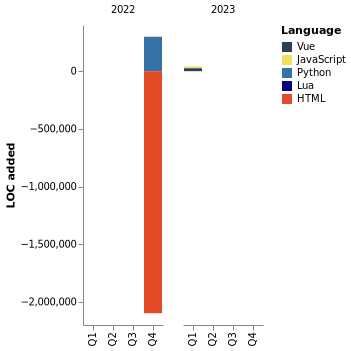 2022 2023
Language
Vue
JavaScript
Python
Lua
HTML
LOC added
0
−500,000
−1,000,000
−1,500,000
−2,000,000
Q1 Q2 Q3 Q4 Q1 Q2 Q3 Q4